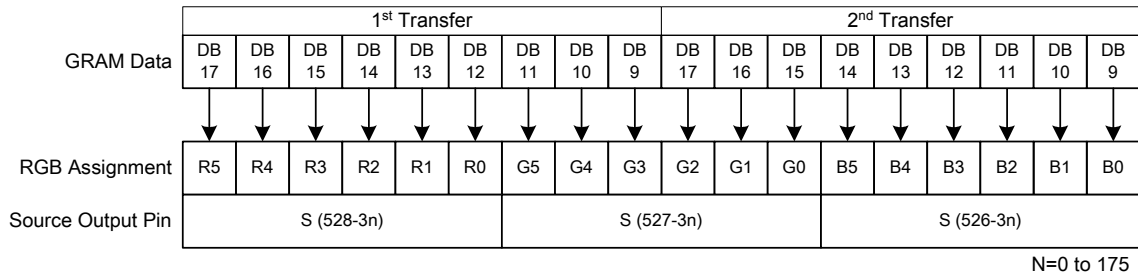 1st Transfer 2nd Transfer
GRAM Data DB 17 DB 16 DB 15 DB 14 DB 13 DB 12 DB 11 DB 10 DB 9 DB 17 DB 16 DB 15 DB 14 DB 13 DB 12 DB 11 DB 10 DB 9
RGB Assignment R5 R4 R3 R2 R1 R0 G5 G4 G3 G2 G1 G0 B5 B4 B3 B2 B1 B0
Source Output Pin S (528-3n) S (527-3n) S (526-3n)
N=0 to 175